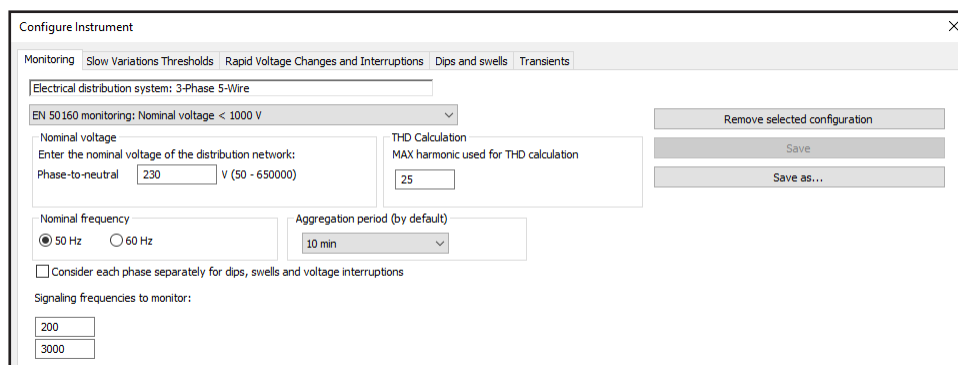 Configure Instrument
Monitoring Slow Variations Thresholds Rapid Voltage Changes and Interruptions Dips and swells Transients
Electrical distribution system: 3-Phase 5-Wire
EN 50160 monitoring: Nominal voltage < 1000 V
Remove selected configuration
Save
Save as...
Nominal voltage
Enter the nominal voltage of the distribution network:
Phase-to-neutral 230 V (50 - 650000)
THD Calculation
MAX harmonic used for THD calculation
25
Nominal frequency
50 Hz 60 Hz
Aggregation period (by default)
10 min
Consider each phase separately for dips, swells and voltage interruptions
Signaling frequencies to monitor:
200
3000